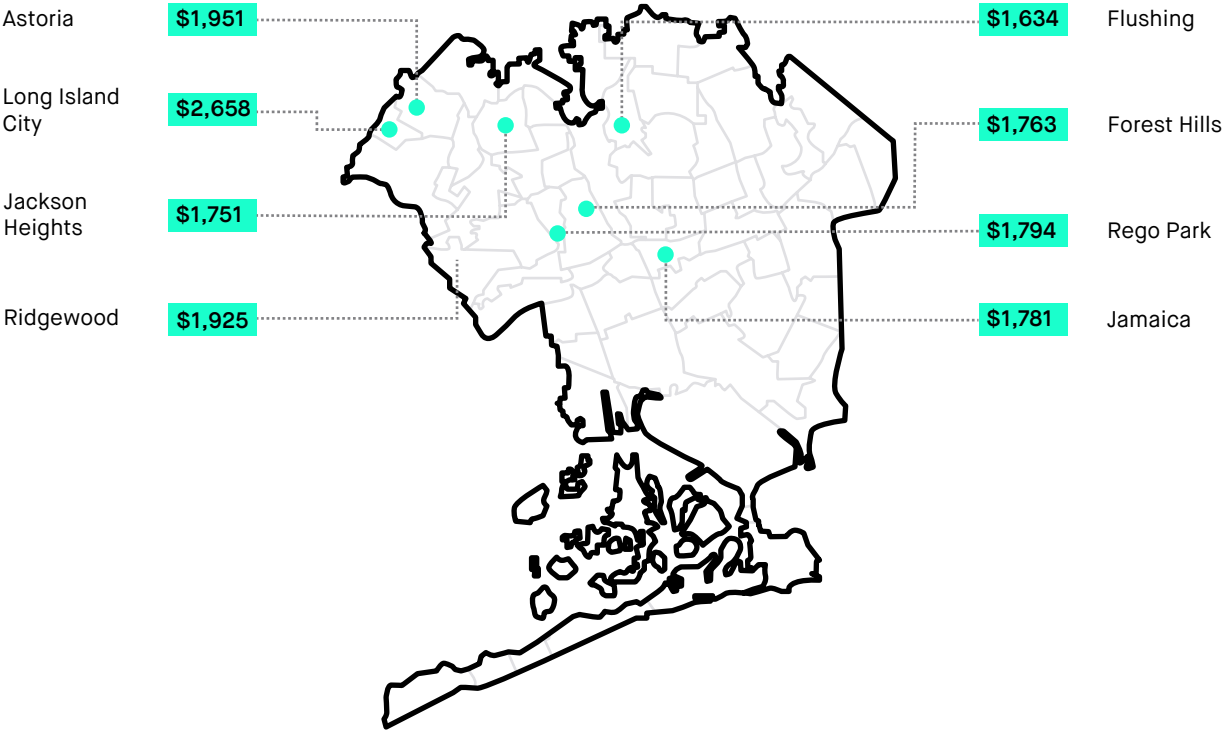 Astoria $1,951
Long Island
City
$2,658
Jackson
Heights
$1,751
Ridgewood $1,925
$1,634 Flushing
$1,763 Forest Hills
$1,794 Rego Park
$1,781 Jamaica